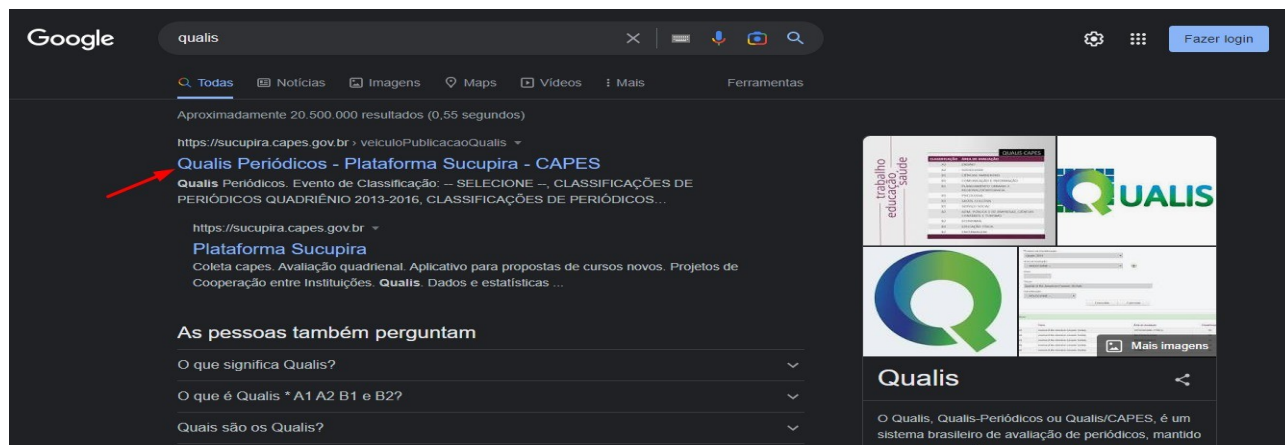 Google
qualis
Fazer login
Todas
Notícias
Imagens
Maps
Vídeos
Mais
Ferramentas
Aproximadamente 20.500.000 resultados (0,55 segundos)
https://sucupira.capes.gov.br › veiculoPublicacaoQualis
Qualis Periódicos - Plataforma Sucupira - CAPES
Qualis Periódicos. Evento de Classificação: -- SELECIONE --, CLASSIFICAÇÕES DE
PERIÓDICOS QUADRIÊNIO 2013-2016, CLASSIFICAÇÕES DE PERIÓDICOS...
https://sucupira.capes.gov.br
Plataforma Sucupira
Coleta capes. Avaliação quadrienal. Aplicativo para propostas de cursos novos. Projetos de
Cooperação entre Instituições. Qualis. Dados e estatísticas ...
As pessoas também perguntam
O que significa Qualis?
O que é Qualis * A1 A2 B1 e B2?
Quais são os Qualis?
trabalho
educação
saúde
QUALIS CAPES
QUALIS
Mais imagens
Qualis
O Qualis, Qualis-Periódicos ou Qualis/CAPES, é um
sistema brasileiro de avaliação de periódicos, mantido